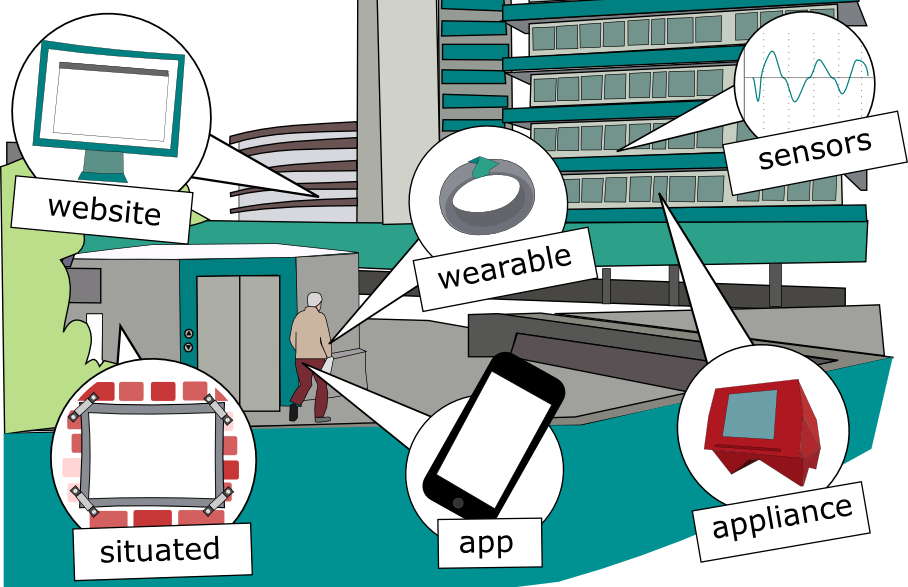 sensors
website
wearable
appliance
situated
app